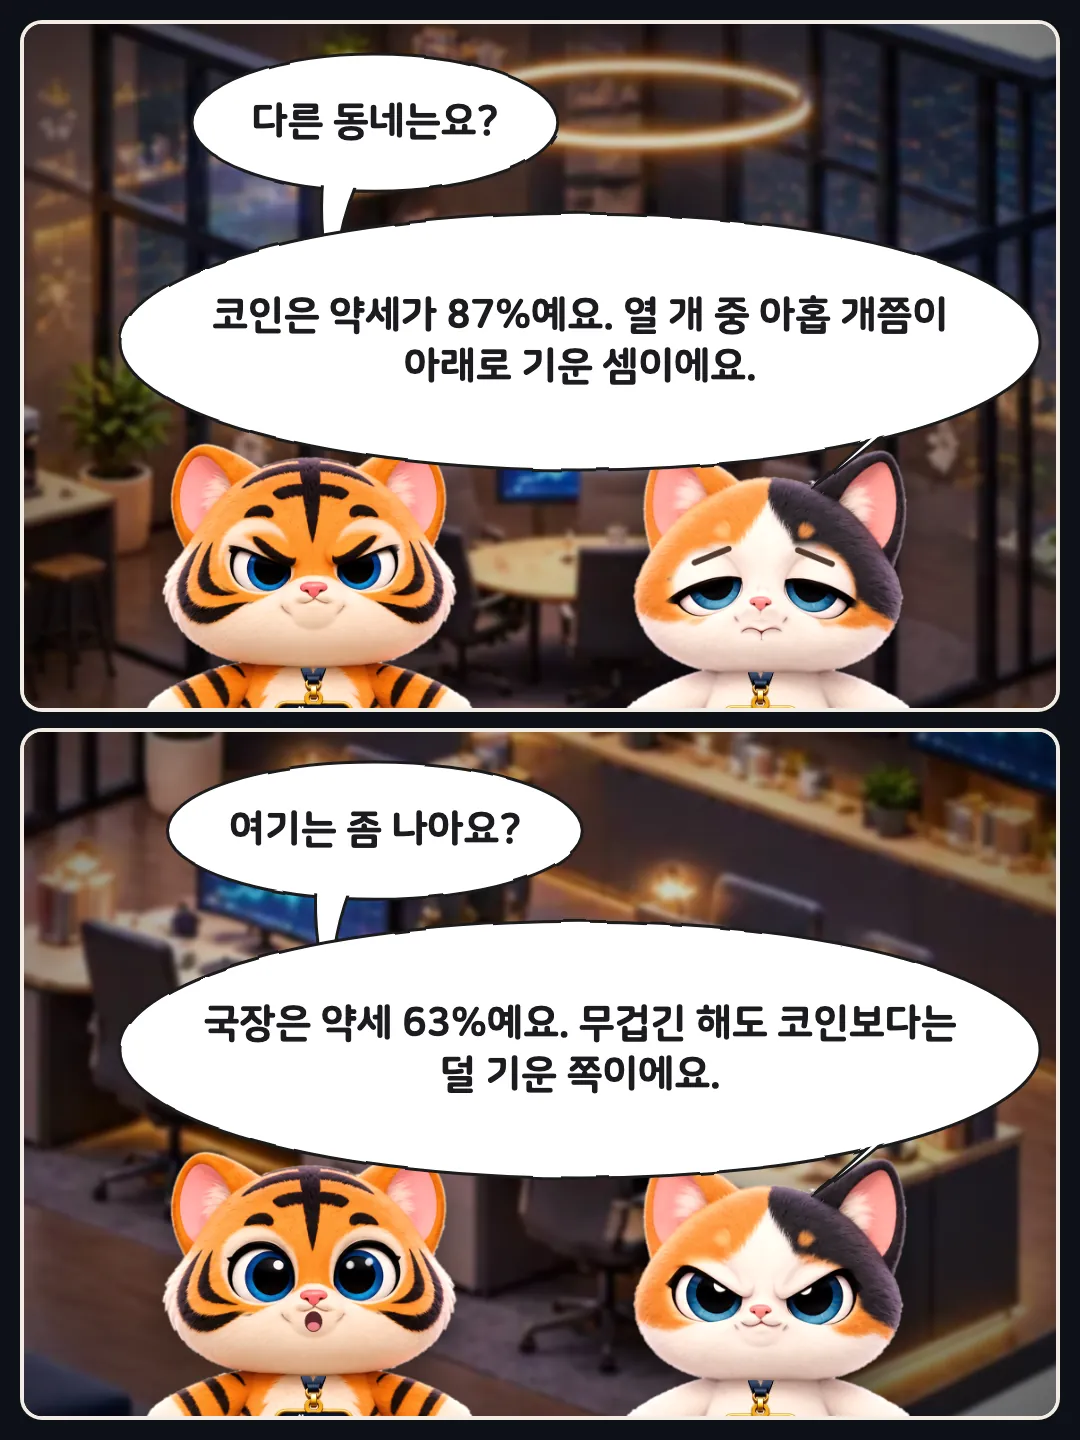 다른 동네는요?
코인은 약세가 87%예요. 열 개 중 아홉 개쯤이
아래로 기운 셈이에요.
여기는 좀 나아요?
국장은 약세 63%예요. 무겁긴 해도 코인보다는
덜 기운 쪽이에요.